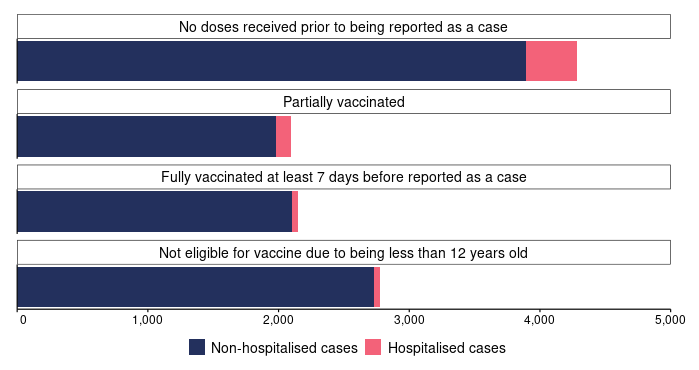 No doses received prior to being reported as a case
Partially vaccinated
Fully vaccinated at least 7 days before reported as a case
Not eligible for vaccine due to being less than 12 years old
0 1,000 2,000 3,000 4,000 5,000
Non-hospitalised cases Hospitalised cases